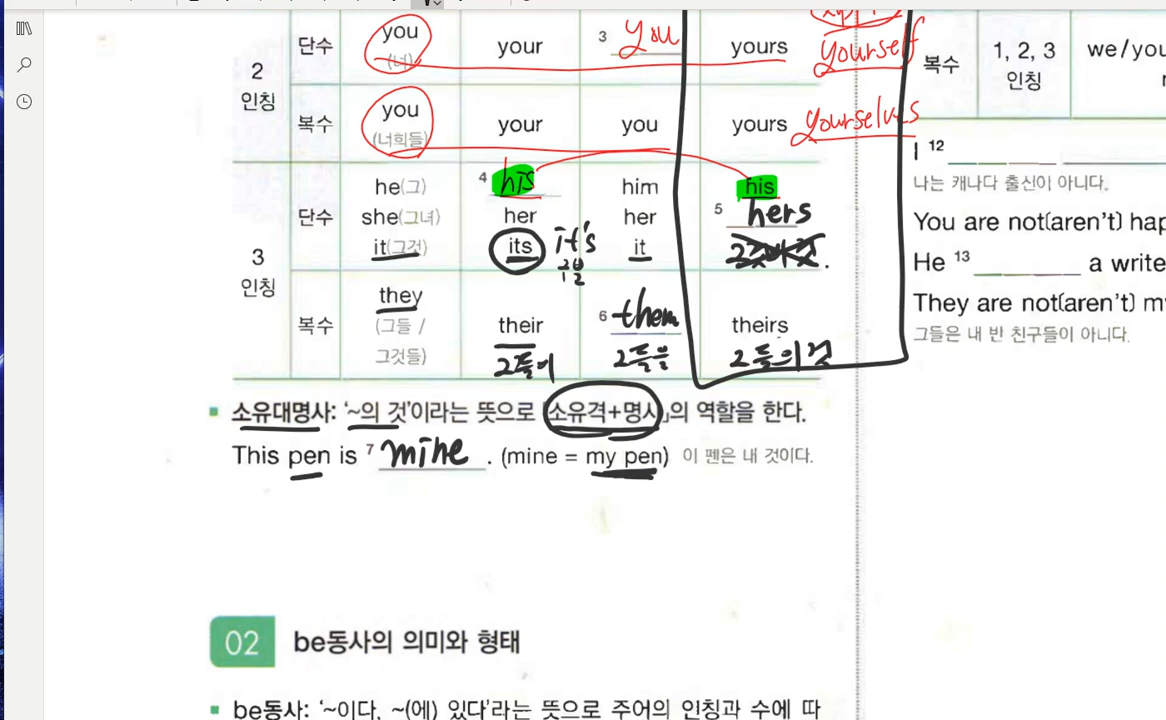 2
인칭
단수
you
(너)
your
3 you
yours
yourself
복수
you
(너희들)
your
you
yours
yourselves
3
인칭
단수
he(그)
4 his
him
his
she(그녀)
her
her
5 hers
it(그것)
its
it's
it
복수
they
(그들 /
그것들)
their
6 them
theirs
그들의
그들을
그들의 것
소유대명사: ‘~의 것’이라는 뜻으로 「소유격+명사」의 역할을 한다.
This pen is 7 mine . (mine = my pen) 이 펜은 내 것이다.
02 be동사의 의미와 형태
be동사: ‘~이다, ~(에) 있다’라는 뜻으로 주어의 인칭과 수에 따
복수
1, 2, 3
인칭
we/you
I 12
나는 캐나다 출신이 아니다.
You are not(aren't) hap
He 13 a write
They are not(aren't) my
그들은 내 반 친구들이 아니다.